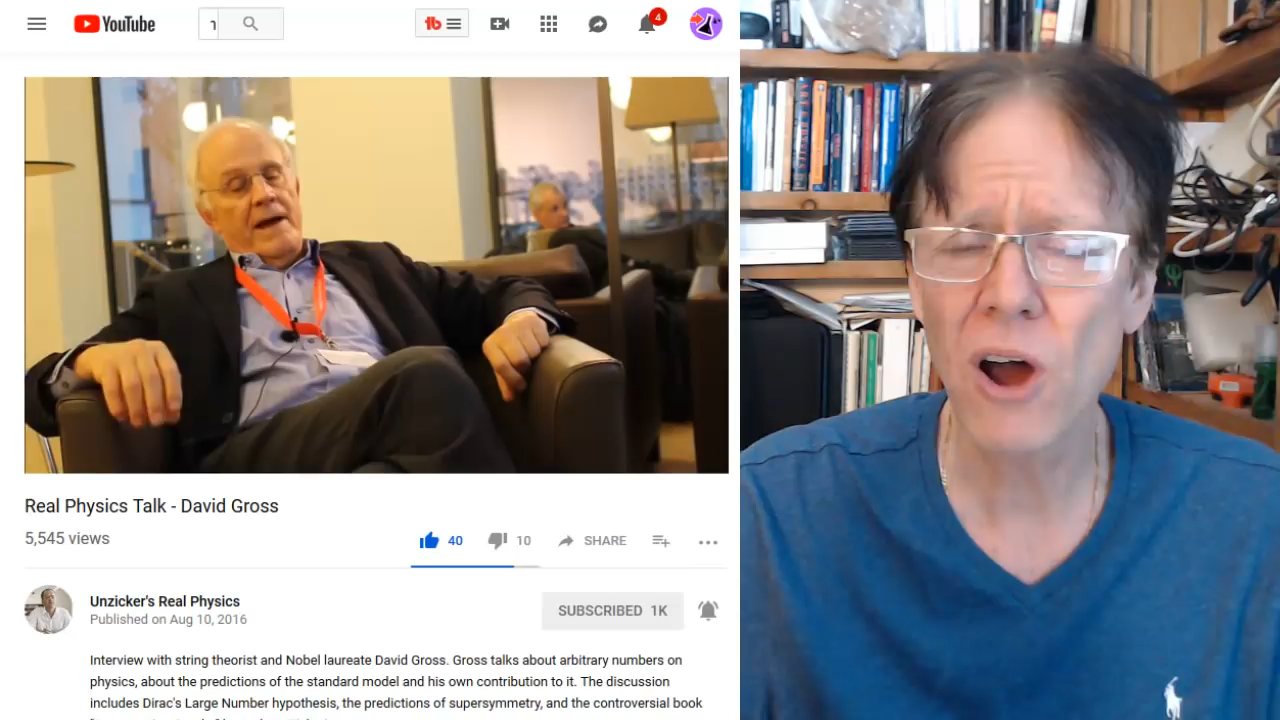 YouTube
4
Real Physics Talk - David Gross
5,545 views
40
10
SHARE
Unzicker's Real Physics
Published on Aug 10, 2016
SUBSCRIBED 1K
Interview with string theorist and Nobel laureate David Gross. Gross talks about arbitrary numbers on
physics, about the predictions of the standard model and his own contribution to it. The discussion
includes Dirac's Large Number hypothesis, the predictions of supersymmetry, and the controversial book